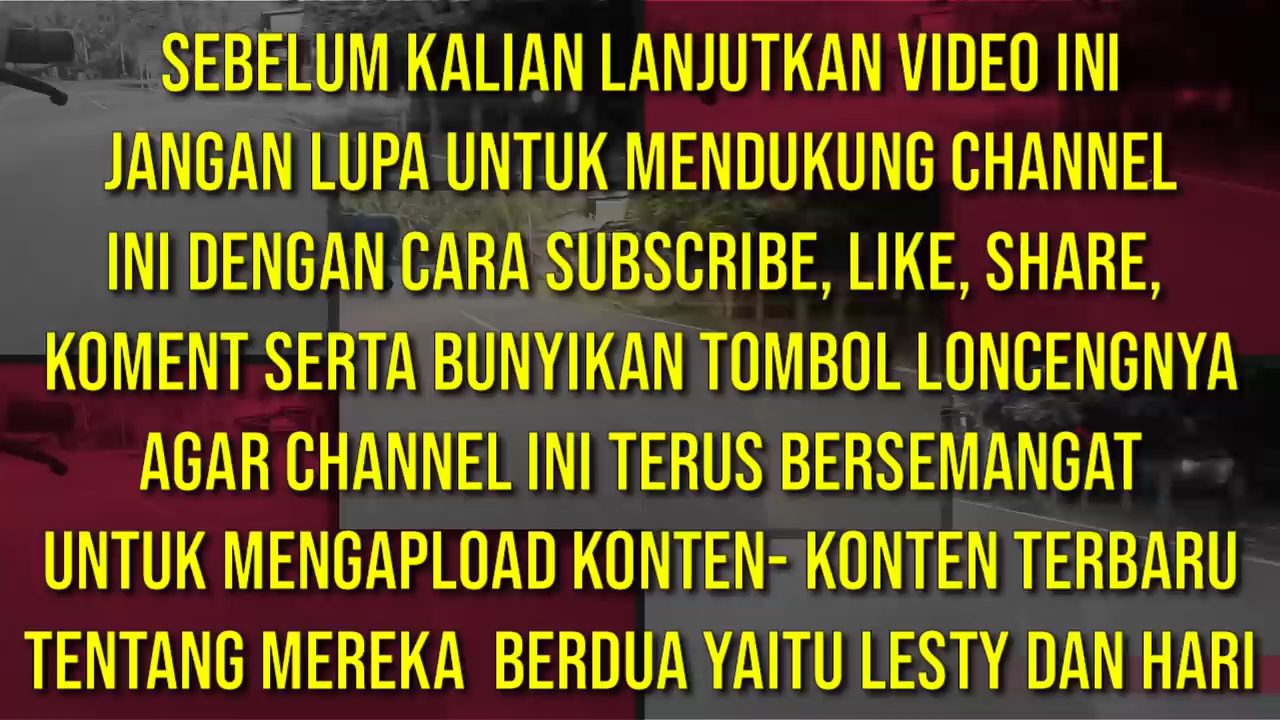 SEBELUM KALIAN LANJUTKAN VIDEO INI
JANGAN LUPA UNTUK MENDUKUNG CHANNEL
INI DENGAN CARA SUBSCRIBE, LIKE, SHARE,
KOMENT SERTA BUNYIKAN TOMBOL LONCENGNYA
AGAR CHANNEL INI TERUS BERSEMANGAT
UNTUK MENGAPLOAD KONTEN- KONTEN TERBARU
TENTANG MEREKA  BERDUA YAITU LESTY DAN HARI